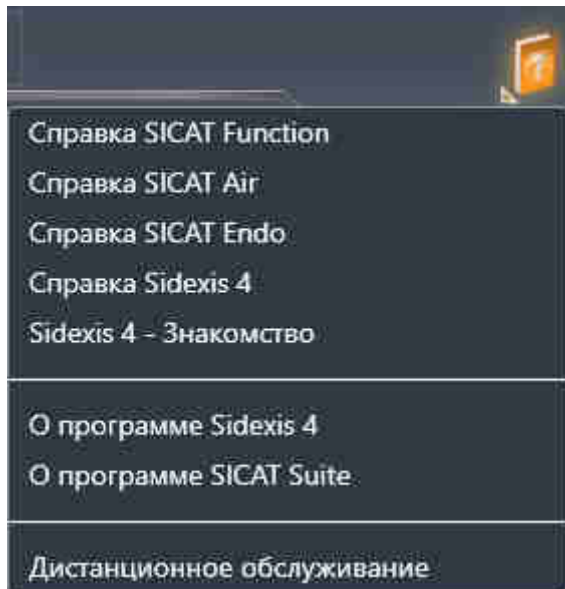 Справка SICAT Function
Справка SICAT Air
Справка SICAT Endo
Справка Sidexis 4
Sidexis 4 - Знакомство
О программе Sidexis 4
О программе SICAT Suite
Дистанционное обслуживание